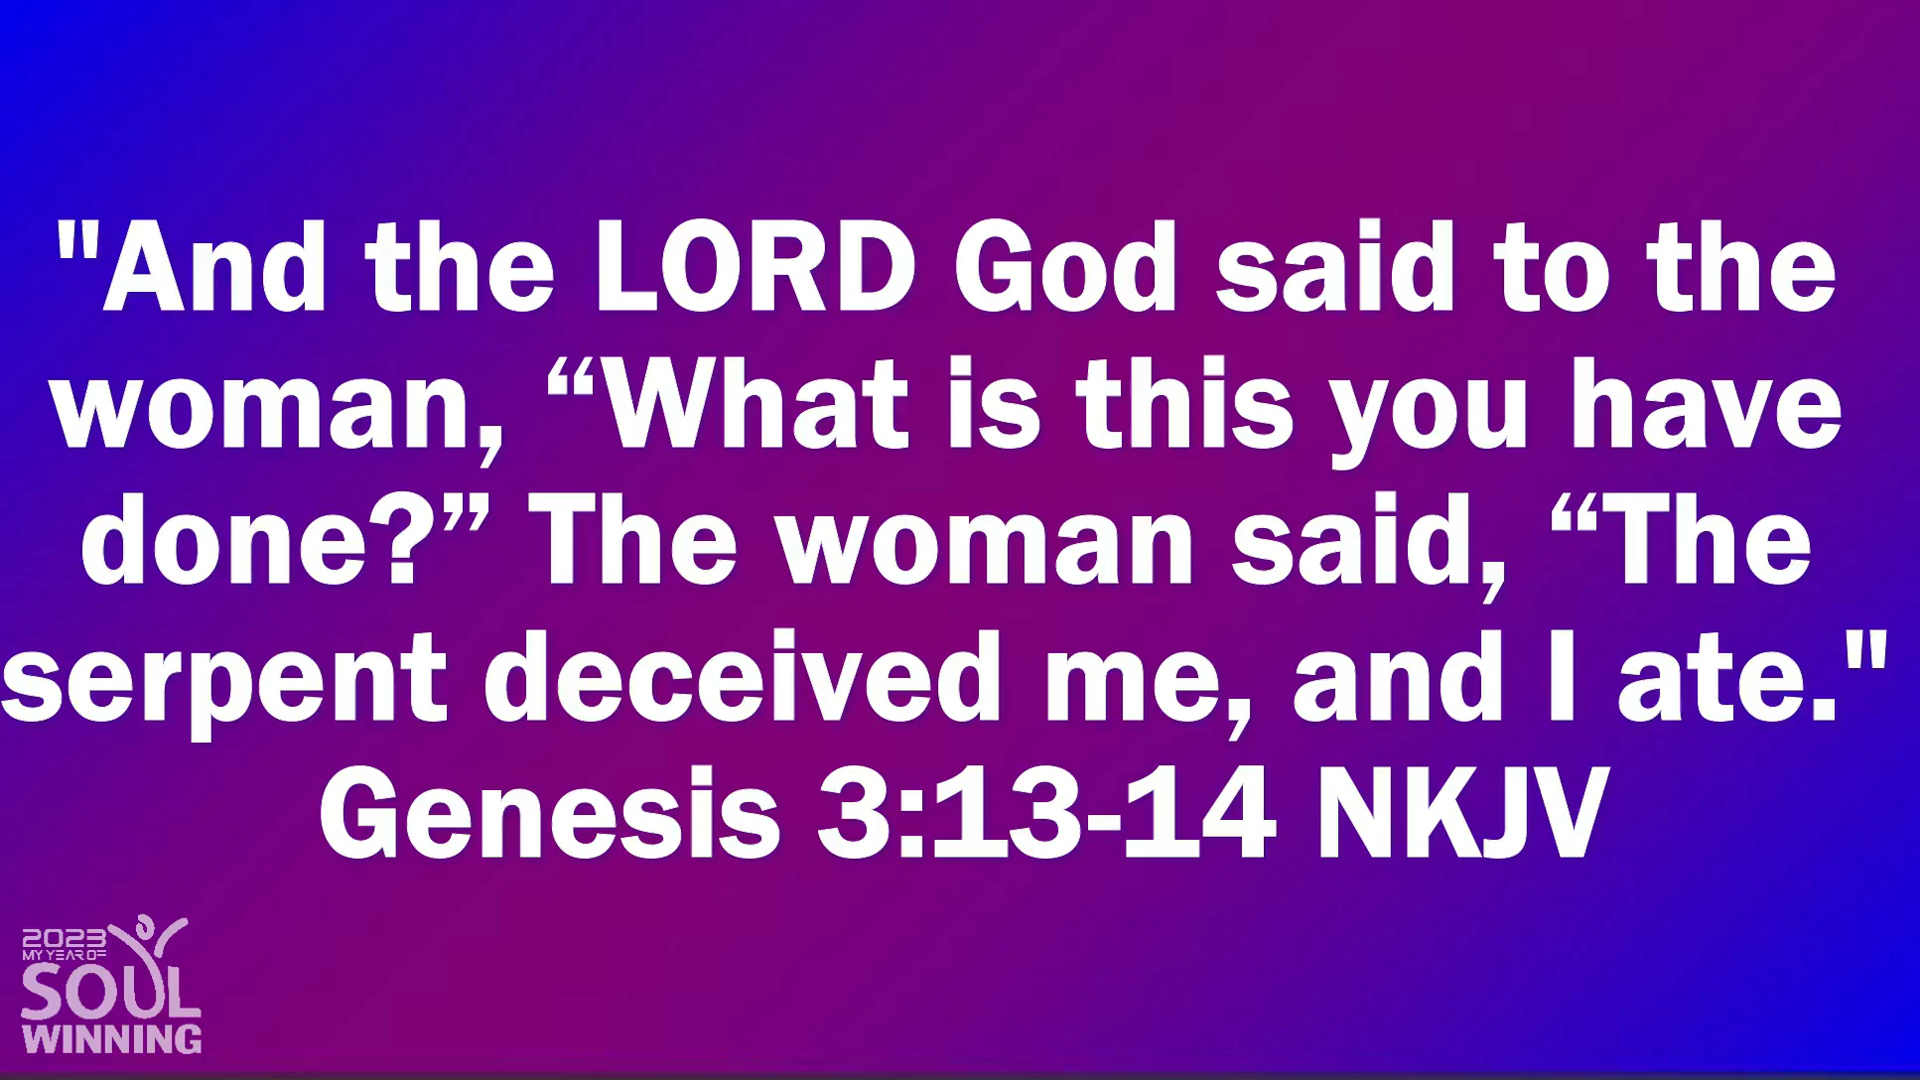 "And the LORD God said to the
woman, “What is this you have
done?” The woman said, “The
serpent deceived me, and I ate."
Genesis 3:13-14 NKJV
2023
MY YEAR OF
SOUL
WINNING